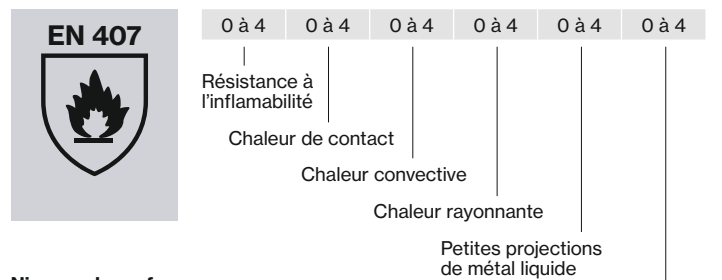 EN 407
0 à 4 0 à 4 0 à 4 0 à 4 0 à 4 0 à 4
Résistance à
l'inflamabilité
Chaleur de contact
Chaleur convective
Chaleur rayonnante
Petites projections
de métal liquide